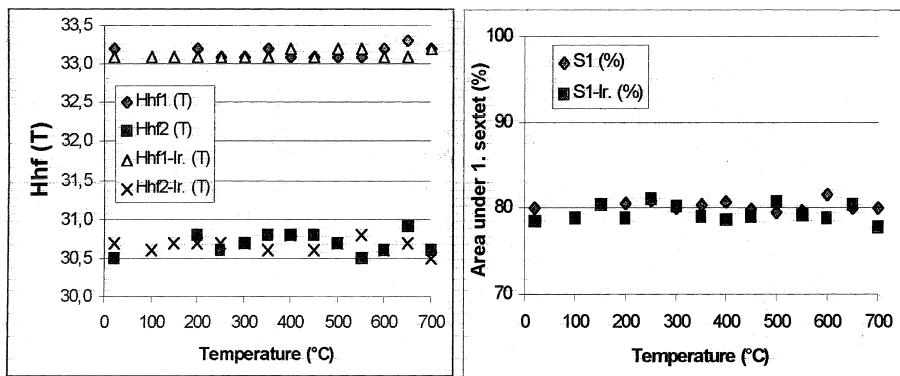 Hhf (T)
33,5
33,0
32,5
32,0
31,5
31,0
30,5
30,0
Hhf1 (T)
Hhf2 (T)
Hhf1-Ir. (T)
Hhf2-Ir. (T)
0 100 200 300 400 500 600 700
Temperature (°C)
Area under 1. sextet (%)
100
90
80
70
S1 (%)
S1-Ir. (%)
0 100 200 300 400 500 600 700
Temperature (°C)